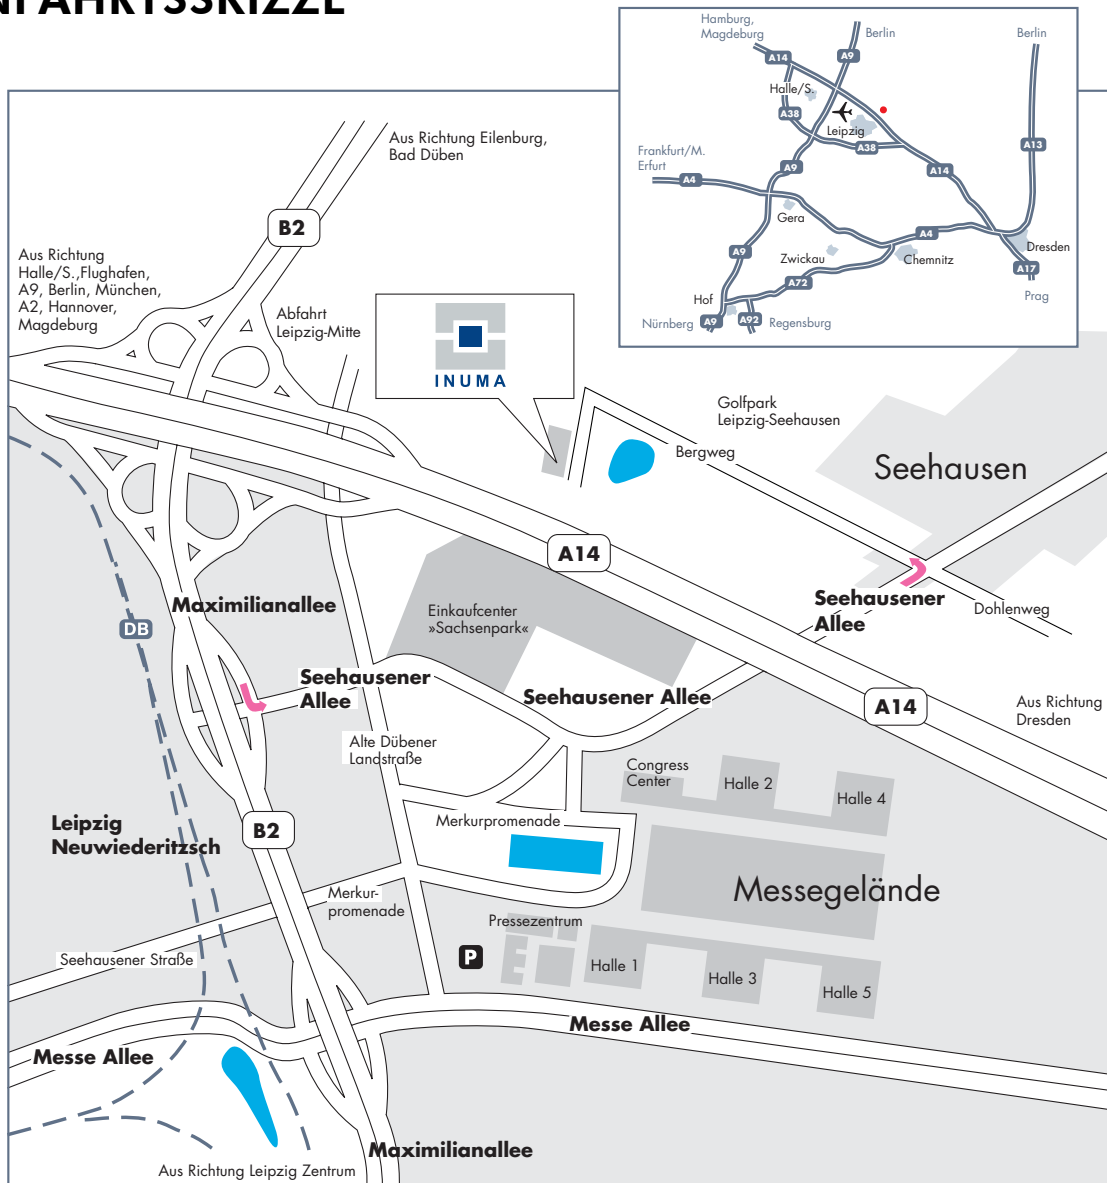 NFAHRTSSKIZZE
Hamburg,
Magdeburg
Berlin
Berlin
A14
A9
Halle/S.
A38
Leipzig
A38
A13
Frankfurt/M.
Erfurt
A4
A9
A14
Gera
A4
A9
Zwickau
Chemnitz
Dresden
A17
A72
Prag
Hof
Nürnberg
A9
A92
Regensburg
Aus Richtung Eilenburg,
Bad Düben
B2
Aus Richtung
Halle/S.,Flughafen,
A9, Berlin, München,
A2, Hannover,
Magdeburg
Abfahrt
Leipzig-Mitte
INUMA
Golfpark
Leipzig-Seehausen
Bergweg
Seehausen
A14
Maximilianallee
DB
Einkaufcenter
»Sachsenpark«
Seehausener
Allee
Dohlenweg
Seehausener
Allee
Seehausener Allee
A14
Aus Richtung
Dresden
Alte Dübener
Landstraße
Congress
Center
Halle 2
Halle 4
Leipzig
Neuwiederitzsch
B2
Merkurpromenade
Messegelände
Merkur-
promenade
Pressezentrum
P
Seehausener Straße
Halle 1
Halle 3
Halle 5
Messe Allee
Messe Allee
Maximilianallee
Aus Richtung Leipzig Zentrum